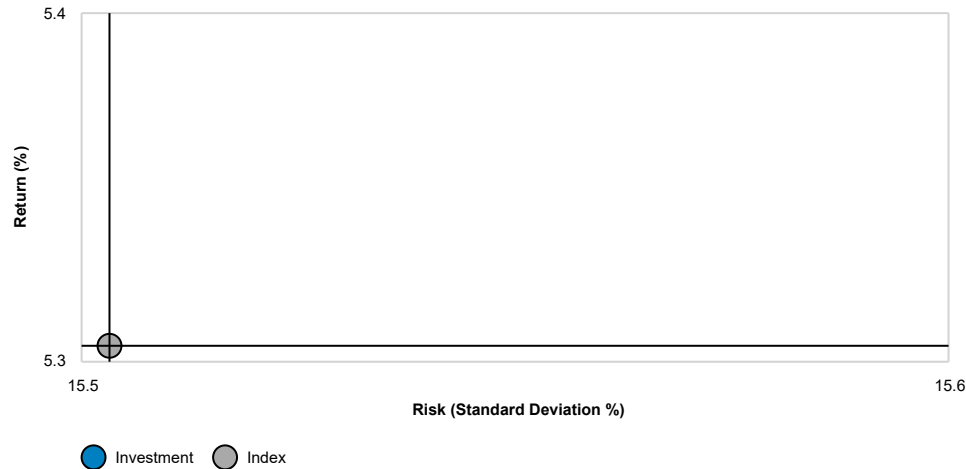 5.4
Return (%)
5.3
15.5
15.6
Risk (Standard Deviation %)
Investment
Index